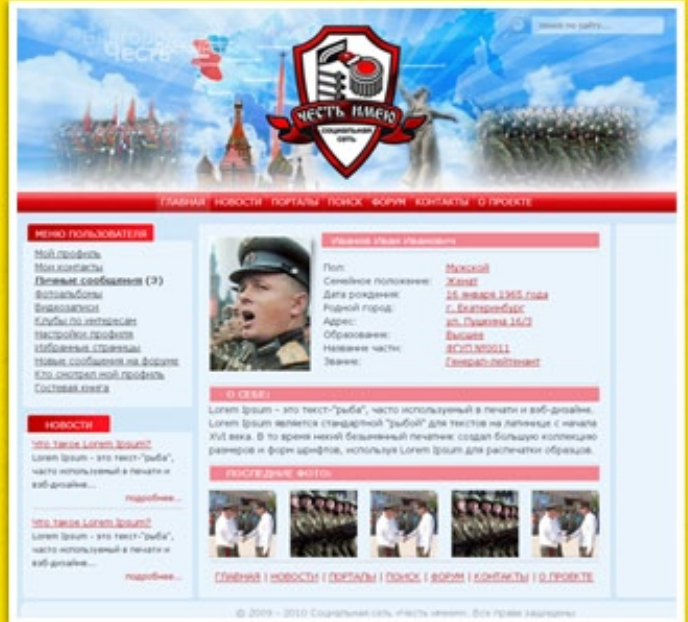 Честь
поиск по сайту...
ЧЕСТЬ ИМЕЮ
СОЦИАЛЬНАЯ
СЕТЬ
ГЛАВНАЯ НОВОСТИ ПОРТАЛЫ ПОИСК ФОРУМ КОНТАКТЫ О ПРОЕКТЕ
МЕНЮ ПОЛЬЗОВАТЕЛЯ
Мой профиль
Мои контакты
Личные сообщения (3)
Фотоальбомы
Видеозаписи
Клубы по интересам
Настройки профиля
Избранные страницы
Новые сообщения на форуме
Кто смотрел мой профиль
Гостевая книга
НОВОСТИ
Что такое Lorem Ipsum?
Lorem Ipsum - это текст-"рыба",
часто используемый в печати и
вэб-дизайне...
подробнее...
Что такое Lorem Ipsum?
Lorem Ipsum - это текст-"рыба",
часто используемый в печати и
вэб-дизайне...
подробнее...
Иванов Иван Иванович
Пол: Мужской
Семейное положение: Женат
Дата рождения: 16 января 1965 года
Родной город: г. Екатеринбург
Адрес: ул. Пушкина 16/2
Образование: Высшее
Название части: ФГУП №0011
Звание: Генерал-лейтенант
О СЕБЕ:
Lorem Ipsum - это текст-"рыба", часто используемый в печати и вэб-дизайне.
Lorem Ipsum является стандартной "рыбой" для текстов на латинице с начала
XVI века. В то время некий безымянный печатник создал большую коллекцию
размеров и форм шрифтов, используя Lorem Ipsum для распечатки образцов.
ПОСЛЕДНИЕ ФОТО:
ГЛАВНАЯ | НОВОСТИ | ПОРТАЛЫ | ПОИСК | ФОРУМ | КОНТАКТЫ | О ПРОЕКТЕ
© 2009 - 2010 Социальная сеть «Честь имею». Все права защищены